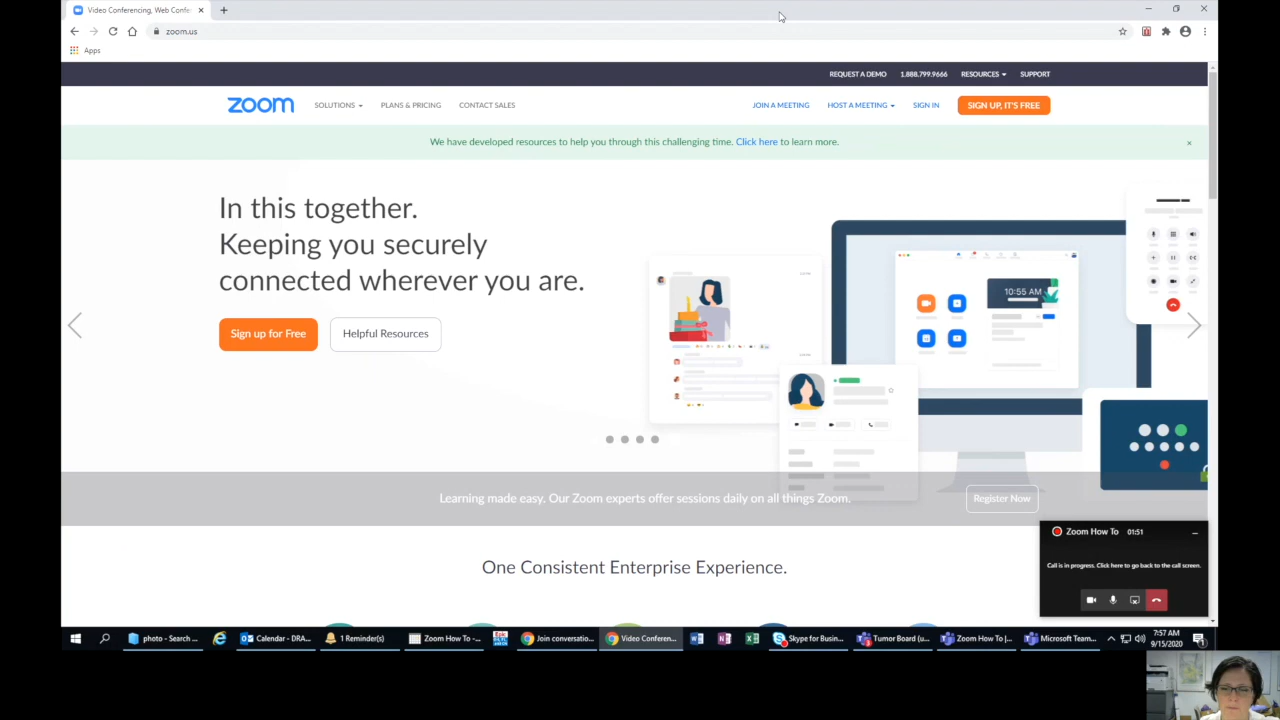 Video Conferencing, Web Confe
zoom.us
Apps
REQUEST A DEMO 1.888.799.9666 RESOURCES SUPPORT
zoom SOLUTIONS PLANS & PRICING CONTACT SALES JOIN A MEETING HOST A MEETING SIGN IN SIGN UP, IT'S FREE
We have developed resources to help you through this challenging time. Click here to learn more.
In this together.
Keeping you securely
connected wherever you are.
Sign up for Free Helpful Resources
10:55 AM
Learning made easy. Our Zoom experts offer sessions daily on all things Zoom. Register Now
Zoom How To 01:51
Call is in progress. Click here to go back to the call screen.
One Consistent Enterprise Experience.
photo - Search ... Calendar - DRA... 1 Reminder(s) Zoom How To -... Epic Join conversatio... Video Conferen... Skype for Busin... Tumor Board (u... Zoom How To |... Microsoft Team... 7:57 AM
9/15/2020